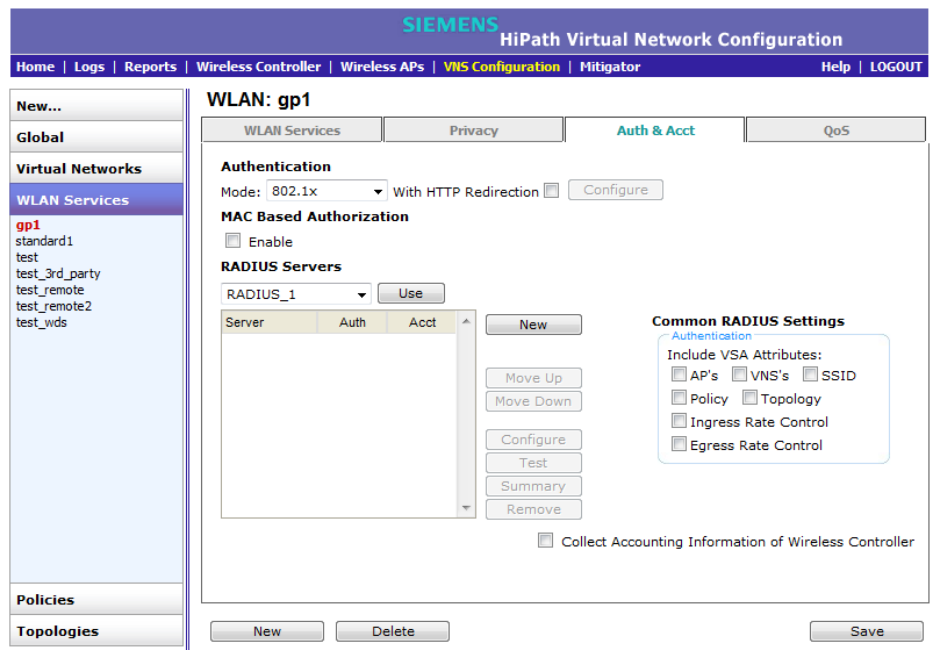 SIEMENS
HiPath Virtual Network Configuration
Home | Logs | Reports | Wireless Controller | Wireless APs | VNS Configuration | Mitigator Help | LOGOUT
New...
Global
Virtual Networks
WLAN Services
gp1
standard1
test
test_3rd_party
test_remote
test_remote2
test_wds
Policies
Topologies
WLAN: gp1
WLAN Services Privacy Auth & Acct QoS
Authentication
Mode: 802.1x With HTTP Redirection Configure
MAC Based Authorization
Enable
RADIUS Servers
RADIUS_1 Use
Server Auth Acct
New
Move Up
Move Down
Configure
Test
Summary
Remove
Common RADIUS Settings
Authentication
Include VSA Attributes:
AP's VNS's SSID
Policy Topology
Ingress Rate Control
Egress Rate Control
Collect Accounting Information of Wireless Controller
New Delete Save